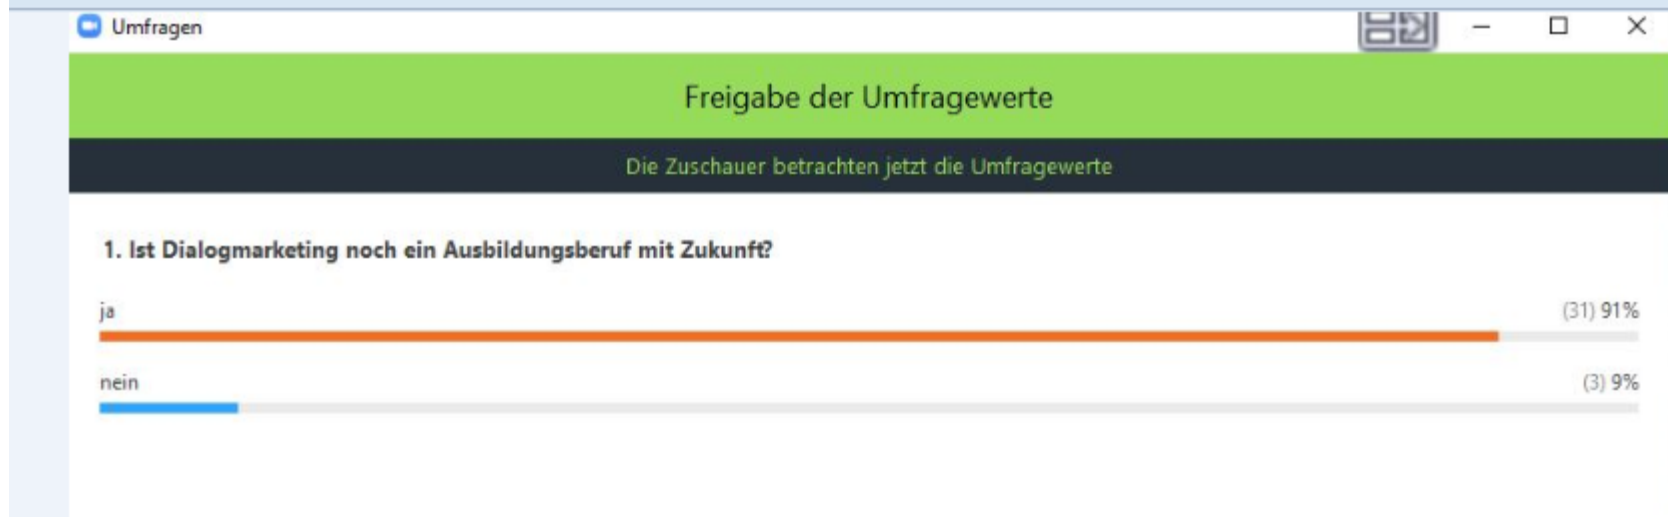 Umfragen
Freigabe der Umfragewerte
Die Zuschauer betrachten jetzt die Umfragewerte
1. Ist Dialogmarketing noch ein Ausbildungsberuf mit Zukunft?
ja (31) 91%
nein (3) 9%